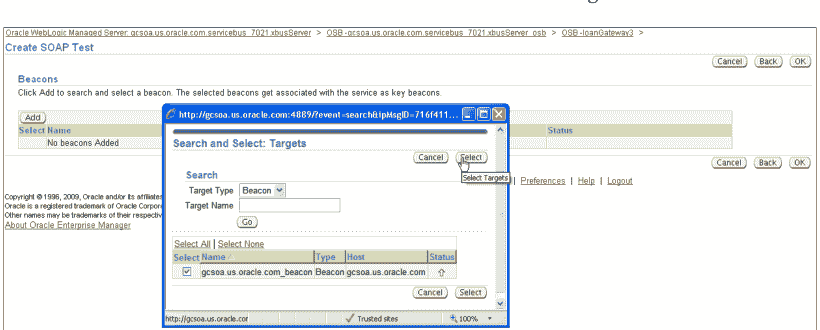 Oracle WebLogic Managed Server: gcsoa.us.oracle.com.servicebus_7021.xbusServer > OSB -gcsoa.us.oracle.com.servicebus_7021.xbusServer_osb > OSB -loanGateway3 >
Create SOAP Test
Cancel Back OK
Beacons
Click Add to search and select a beacon. The selected beacons get associated with the service as key beacons.
Add
Select Name Status
No beacons Added
Cancel Back OK
| Preferences | Help | Logout
Copyright © 1996, 2009, Oracle and/or its affiliates
Oracle is a registered trademark of Oracle Corpor
Other names may be trademarks of their respectiv
About Oracle Enterprise Manager
http://gcsoa.us.oracle.com:4889/?event=search&ipMsgID=716f411...
Search and Select: Targets
Cancel Select
Select Targets
Search
Target Type Beacon
Target Name
Go
Select All | Select None
Select Name Type Host Status
gcsoa.us.oracle.com_beacon Beacon gcsoa.us.oracle.com
Cancel Select
http://gcsoa.us.oracle.cor Trusted sites 100%